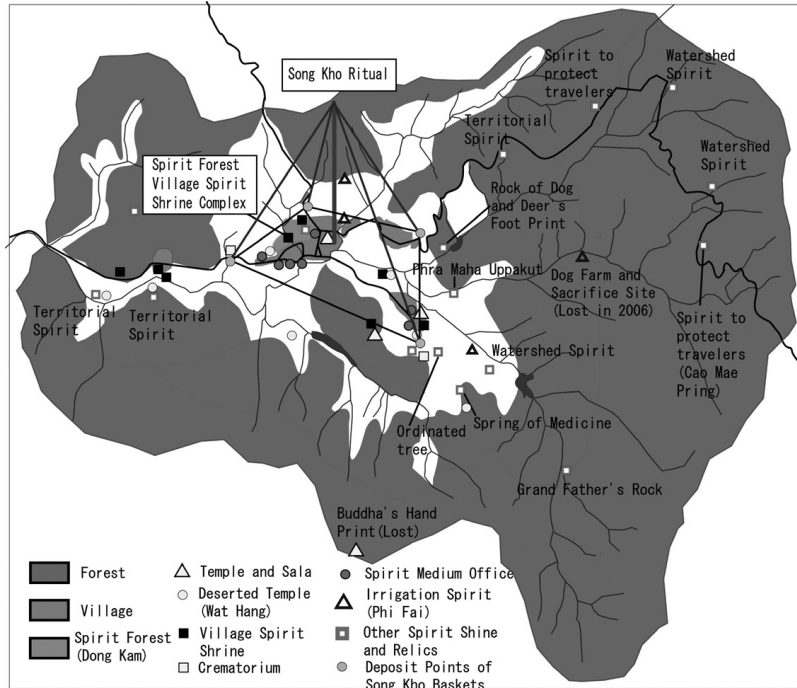 Song Kho Ritual
Spirit to
protect
travelers
Watershed
Spirit
Territorial
Spirit
Watershed
Spirit
Spirit Forest
Village Spirit
Shrine Complex
Rock of Dog
and Deer's
Foot Print
Phra Maha Uppakut
Dog Farm and
Sacrifice Site
(Lost in 2006)
Territorial
Spirit
Territorial
Spirit
Spirit to
protect
travelers
(Cao Mae
Pring)
Watershed Spirit
Ordinated
tree
Spring of Medicine
Grand Father's Rock
Buddha's Hand
Print(Lost)
Forest
Village
Spirit Forest
(Dong Kam)
Temple and Sala
Deserted Temple
(Wat Hang)
Village Spirit
Shrine
Crematorium
Spirit Medium Office
Irrigation Spirit
(Phi Fai)
Other Spirit Shine
and Relics
Deposit Points of
Song Kho Baskets